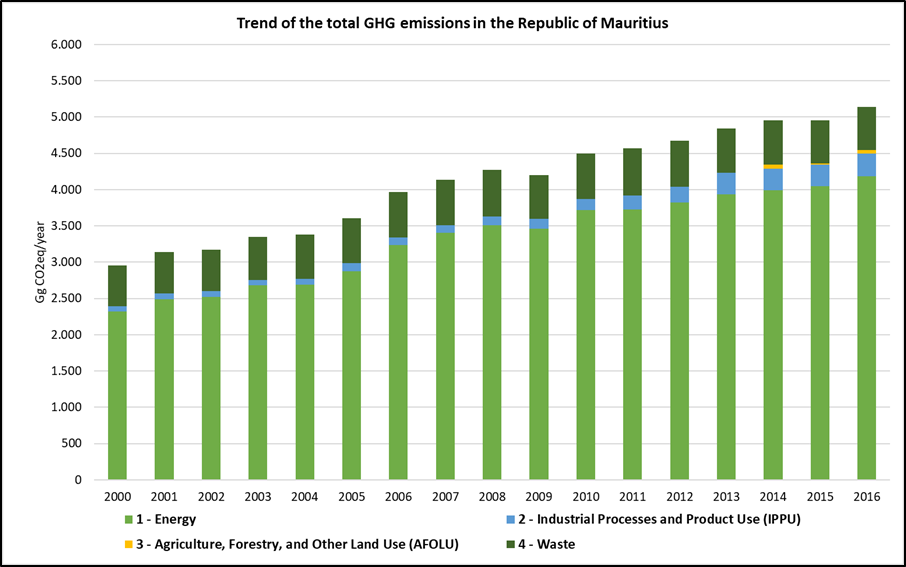 Trend of the total GHG emissions in the Republic of Mauritius
6.000
5.500
5.000
4.500
4.000
3.500
3.000
2.500
2.000
1.500
1.000
500
0
Gg CO2eq/year
2000 2001 2002 2003 2004 2005 2006 2007 2008 2009 2010 2011 2012 2013 2014 2015 2016
1 - Energy 2 - Industrial Processes and Product Use (IPPU)
3 - Agriculture, Forestry, and Other Land Use (AFOLU) 4 - Waste